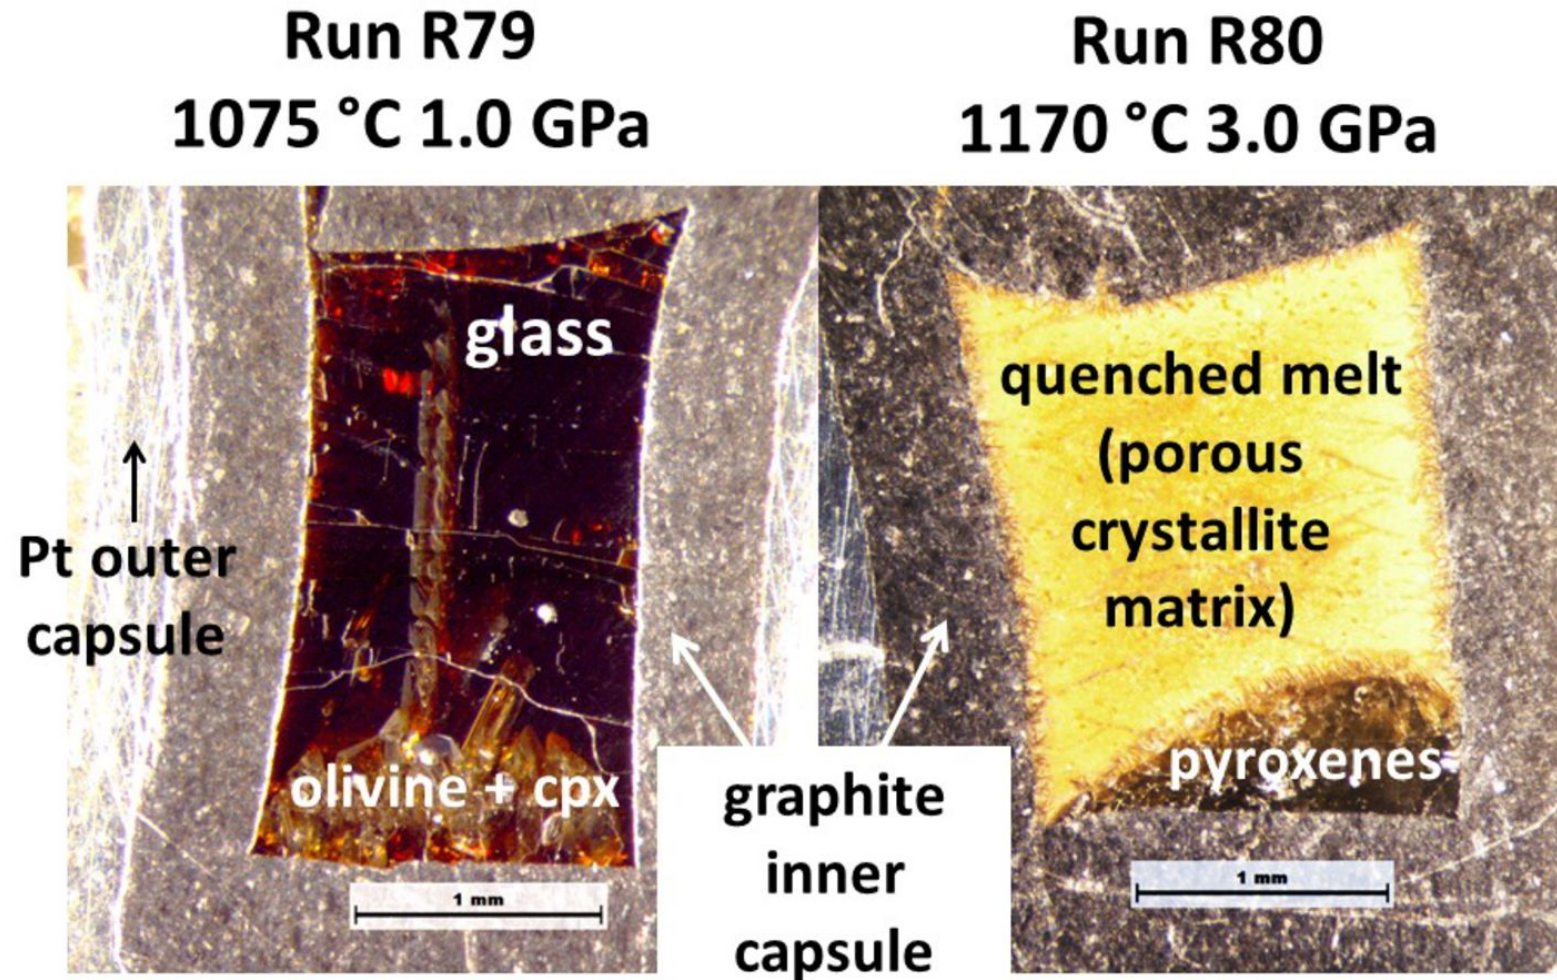 Run R79
1075 °C 1.0 GPa
Run R80
1170 °C 3.0 GPa
glass
Pt outer
capsule
olivine + cpx
1 mm
quenched melt
(porous
crystallite
matrix)
pyroxenes
graphite
inner
capsule
1 mm